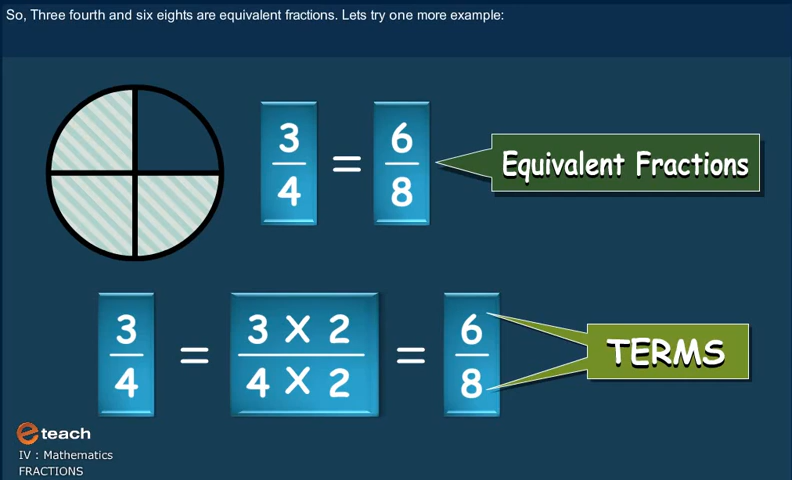 So, Three fourth and six eights are equivalent fractions. Lets try one more example:
3/4 = 6/8
Equivalent Fractions
3/4 = 3 X 2/4 X 2 = 6/8
TERMS
e teach
IV : Mathematics
FRACTIONS